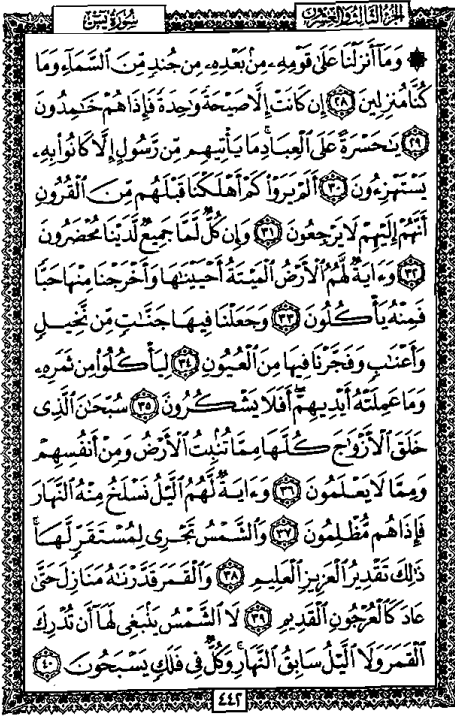 الجزء الثالث والعشرون
سورة يس
۞ وَمَآ أَنزَلْنَا عَلَىٰ قَوْمِهِۦ مِنۢ بَعْدِهِۦ مِن جُندٍ مِّنَ ٱلسَّمَآءِ وَمَا
كُنَّا مُنزِلِينَ ٢٨ إِن كَانَتْ إِلَّا صَيْحَةً وَٰحِدَةً فَإِذَا هُمْ خَٰمِدُونَ
٢٩ يَٰحَسْرَةً عَلَى ٱلْعِبَادِ ۚ مَا يَأْتِيهِم مِّن رَّسُولٍ إِلَّا كَانُوا۟ بِهِۦ
يَسْتَهْزِءُونَ ٣٠ أَلَمْ يَرَوْا۟ كَمْ أَهْلَكْنَا قَبْلَهُم مِّنَ ٱلْقُرُونِ
أَنَّهُمْ إِلَيْهِمْ لَا يَرْجِعُونَ ٣١ وَإِن كُلٌّ لَّمَّا جَمِيعٌ لَّدَيْنَا مُحْضَرُونَ
٣٢ وَءَايَةٌ لَّهُمُ ٱلْأَرْضُ ٱلْمَيْتَةُ أَحْيَيْنَٰهَا وَأَخْرَجْنَا مِنْهَا حَبًّا
فَمِنْهُ يَأْكُلُونَ ٣٣ وَجَعَلْنَا فِيهَا جَنَّٰتٍ مِّن نَّخِيلٍ
وَأَعْنَٰبٍ وَفَجَّرْنَا فِيهَا مِنَ ٱلْعُيُونِ ٣٤ لِيَأْكُلُوا۟ مِن ثَمَرِهِۦ
وَمَا عَمِلَتْهُ أَيْدِيهِمْ ۖ أَفَلَا يَشْكُرُونَ ٣٥ سُبْحَٰنَ ٱلَّذِى
خَلَقَ ٱلْأَزْوَٰجَ كُلَّهَا مِمَّا تُنۢبِتُ ٱلْأَرْضُ وَمِنْ أَنفُسِهِمْ
وَمِمَّا لَا يَعْلَمُونَ ٣٦ وَءَايَةٌ لَّهُمُ ٱلَّيْلُ نَسْلَخُ مِنْهُ ٱلنَّهَارَ
فَإِذَا هُم مُّظْلِمُونَ ٣٧ وَٱلشَّمْسُ تَجْرِى لِمُسْتَقَرٍّ لَّهَا ۚ
ذَٰلِكَ تَقْدِيرُ ٱلْعَزِيزِ ٱلْعَلِيمِ ٣٨ وَٱلْقَمَرَ قَدَّرْنَٰهُ مَنَازِلَ حَتَّىٰ
عَادَ كَٱلْعُرْجُونِ ٱلْقَدِيمِ ٣٩ لَا ٱلشَّمْسُ يَنۢبَغِى لَهَآ أَن تُدْرِكَ
ٱلْقَمَرَ وَلَا ٱلَّيْلُ سَابِقُ ٱلنَّهَارِ ۚ وَكُلٌّ فِى فَلَكٍ يَسْبَحُونَ ٤٠
٤٤٢